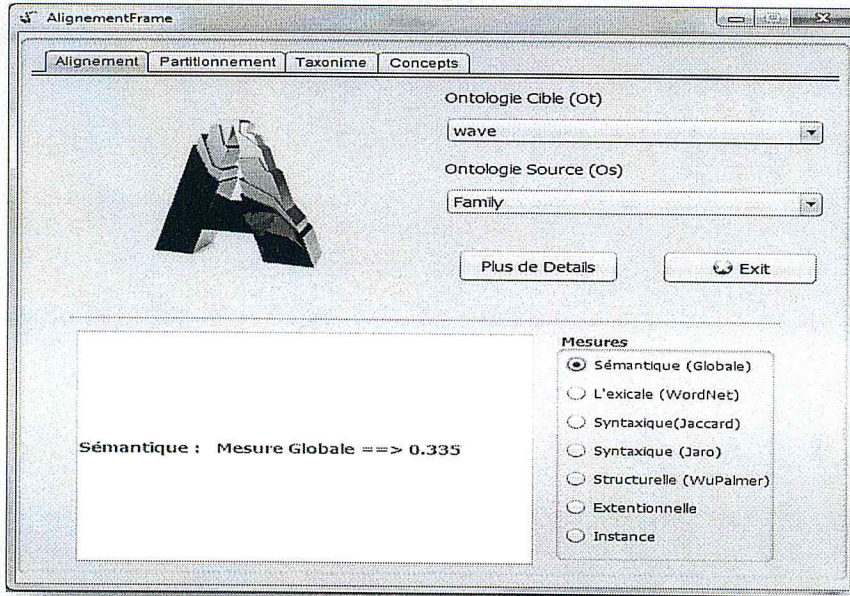 AlignementFrame
Alignement Partitionnement Taxonime Concepts
Ontologie Cible (Ot)
wave
Ontologie Source (Os)
Family
Plus de Details Exit
Mesures
Sémantique (Globale)
L'exicale (WordNet)
Syntaxique(Jaccard)
Syntaxique (Jaro)
Structurelle (WuPalmer)
Extentionnelle
Instance
Sémantique : Mesure Globale ==> 0.335